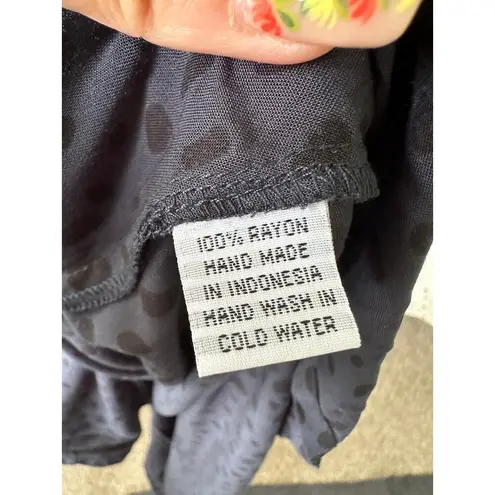 100% RAYON
HAND MADE
IN INDONESIA
HAND WASH IN
COLD WATER